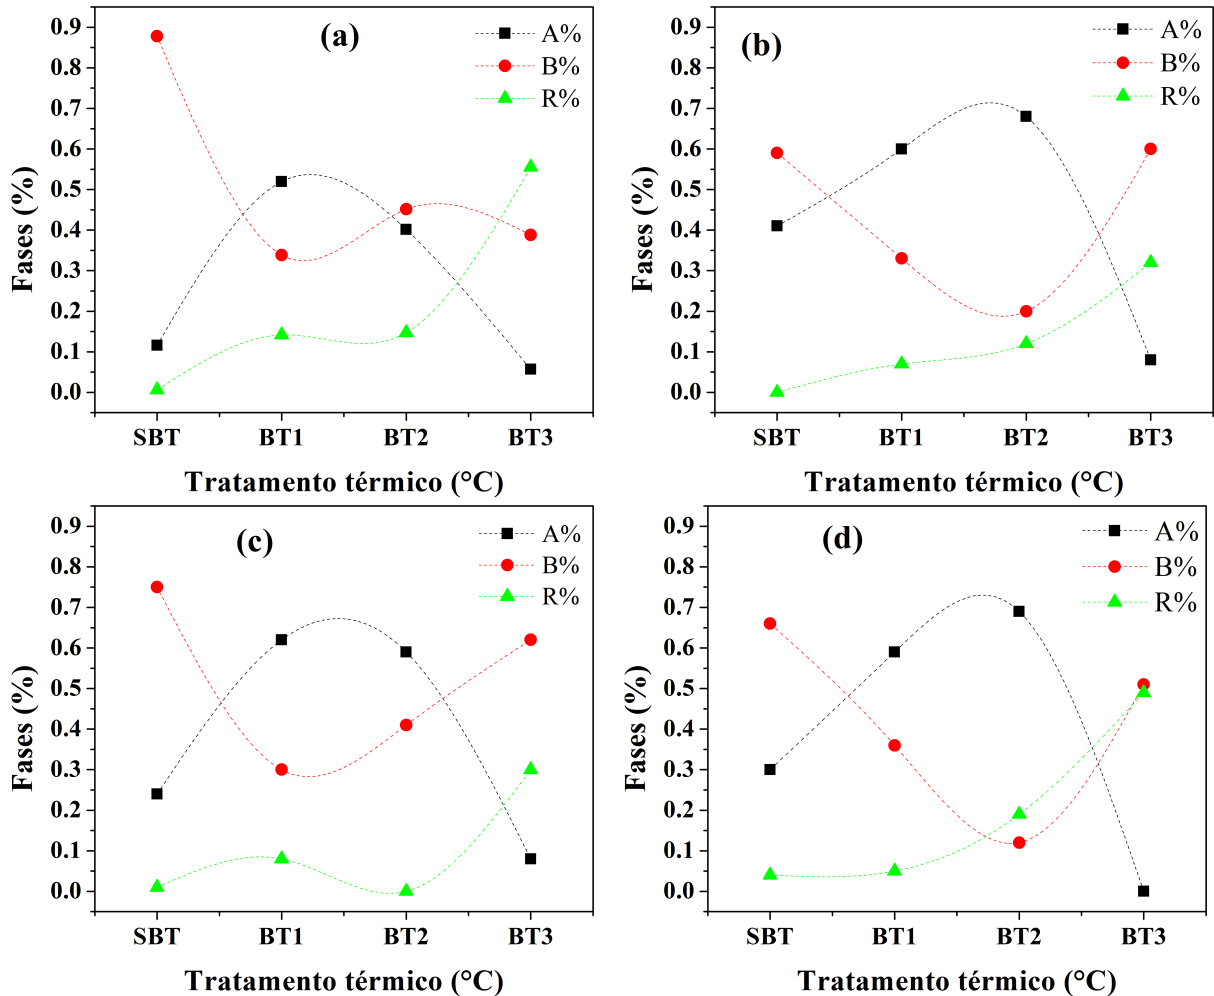 (a)
A%
B%
R%
0.9
0.8
0.7
0.6
0.5
0.4
0.3
0.2
0.1
0.0
Fases (%)
SBT BT1 BT2 BT3
Tratamento térmico (°C)
(b)
A%
B%
R%
0.9
0.8
0.7
0.6
0.5
0.4
0.3
0.2
0.1
0.0
Fases (%)
SBT BT1 BT2 BT3
Tratamento térmico (°C)
(c)
A%
B%
R%
0.9
0.8
0.7
0.6
0.5
0.4
0.3
0.2
0.1
0.0
Fases (%)
SBT BT1 BT2 BT3
Tratamento térmico (°C)
(d)
A%
B%
R%
0.9
0.8
0.7
0.6
0.5
0.4
0.3
0.2
0.1
0.0
Fases (%)
SBT BT1 BT2 BT3
Tratamento térmico (°C)